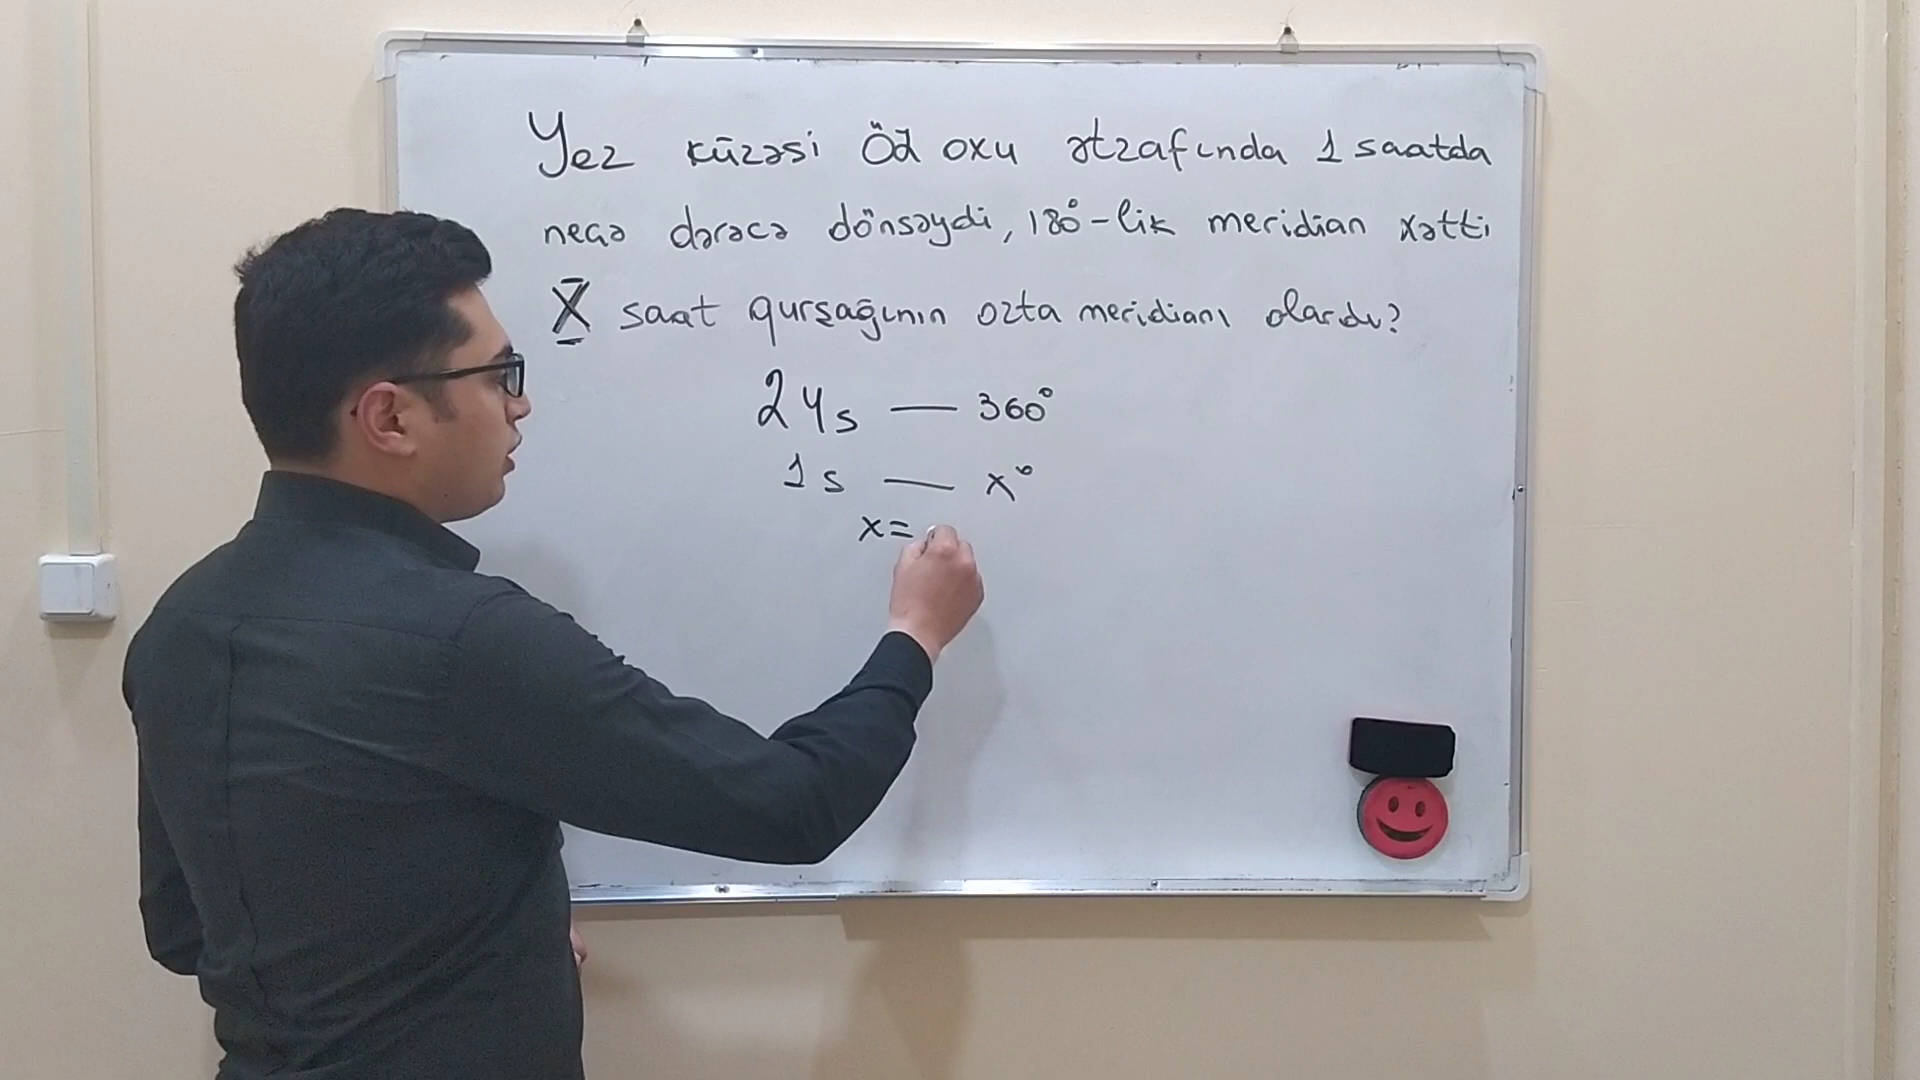 Yer kürəsi Öz oxu ətrafında 1 saatda
neçə dərəcə dönsəydi, 180°-lik meridian xətti
X saat qurşağının orta meridianı olardı?
24s — 360°
1s — x°
x=